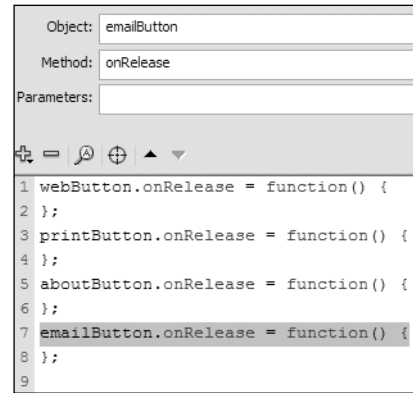 Object: emailButton
Method: onRelease
Parameters:
1 webButton.onRelease = function() {
2 };
3 printButton.onRelease = function() {
4 };
5 aboutButton.onRelease = function() {
6 };
7 emailButton.onRelease = function() {
8 };
9